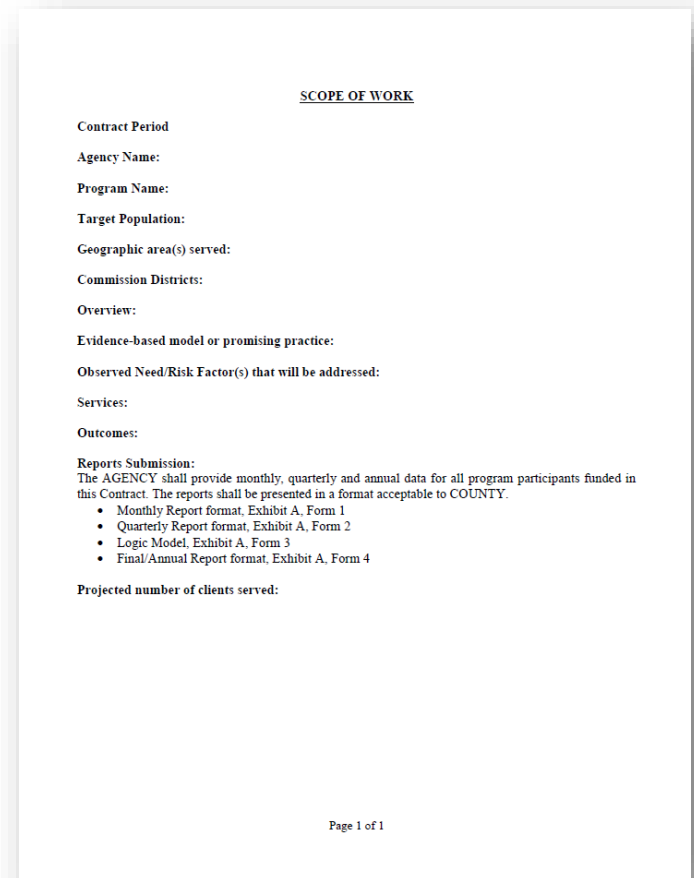 SCOPE OF WORK
Contract Period
Agency Name:
Program Name:
Target Population:
Geographic area(s) served:
Commission Districts:
Overview:
Evidence-based model or promising practice:
Observed Need/Risk Factor(s) that will be addressed:
Services:
Outcomes:
Reports Submission:
The AGENCY shall provide monthly, quarterly and annual data for all program participants funded in
this Contract. The reports shall be presented in a format acceptable to COUNTY.
• Monthly Report format, Exhibit A, Form 1
• Quarterly Report format, Exhibit A, Form 2
• Logic Model, Exhibit A, Form 3
• Final/Annual Report format, Exhibit A, Form 4
Projected number of clients served:
Page 1 of 1